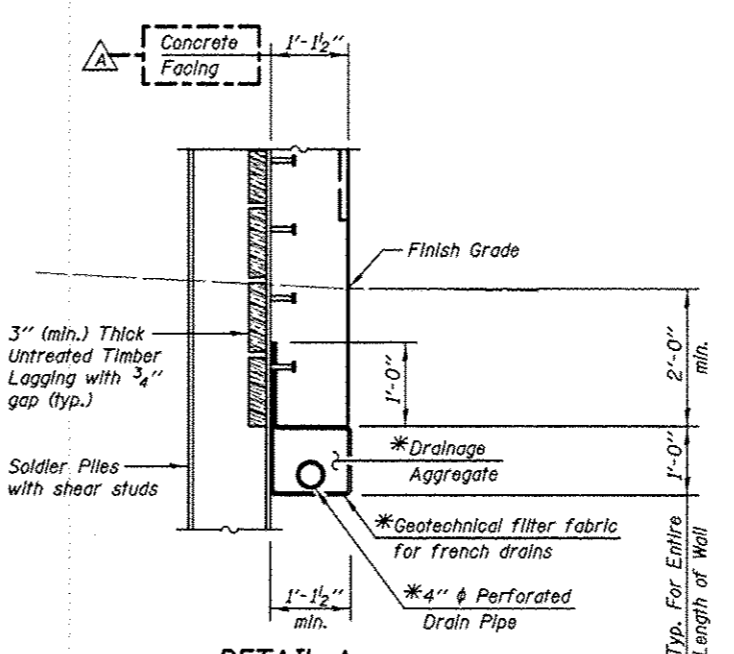 A
Concrete
Facing
1'-1½"
Finish Grade
3" (min.) Thick
Untreated Timber
Lagging with ¾"
gap (typ.)
1'-0"
2'-0"
min.
Soldier Piles
with shear studs
*Drainage
Aggregate
1'-0"
*Geotechnical filter fabric
for french drains
1'-1½"
min.
*4" ϕ Perforated
Drain Pipe
Typ. For Entire
Length of Wall
DETAIL A